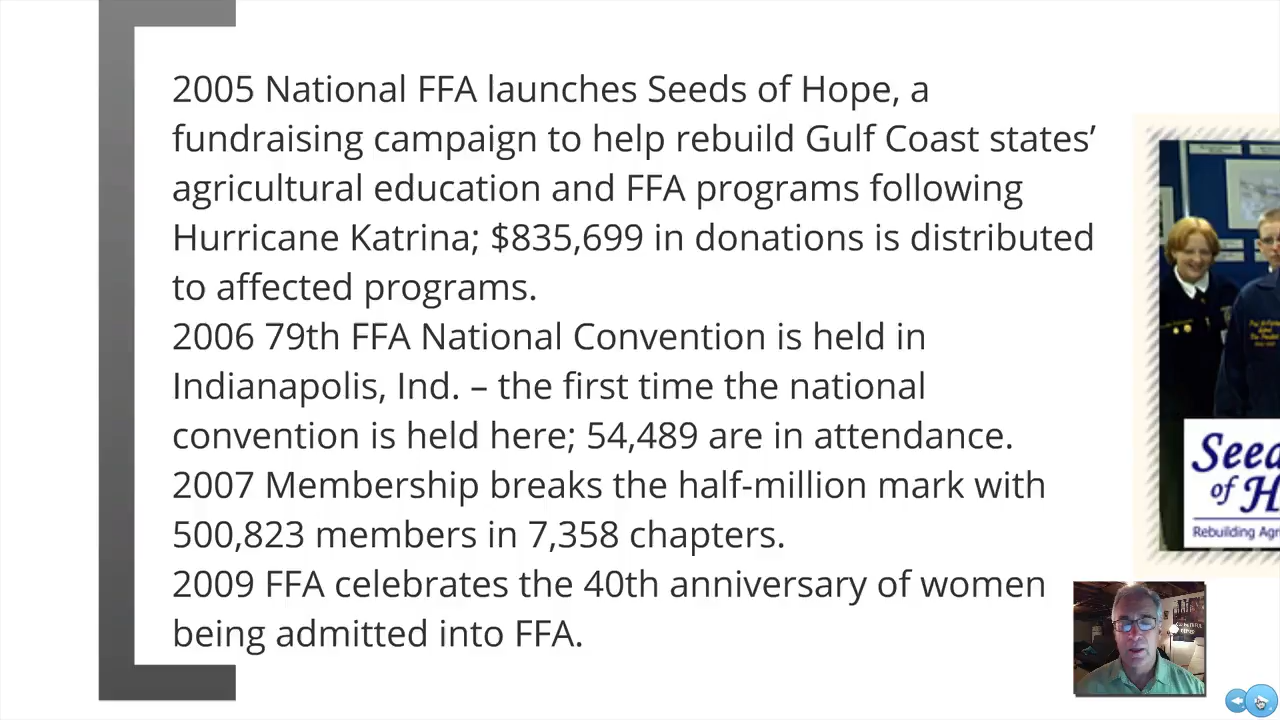 2005 National FFA launches Seeds of Hope, a
fundraising campaign to help rebuild Gulf Coast states’
agricultural education and FFA programs following
Hurricane Katrina; $835,699 in donations is distributed
to affected programs.
2006 79th FFA National Convention is held in
Indianapolis, Ind. – the first time the national
convention is held here; 54,489 are in attendance.
2007 Membership breaks the half-million mark with
500,823 members in 7,358 chapters.
2009 FFA celebrates the 40th anniversary of women
being admitted into FFA.
of
Rebuilding